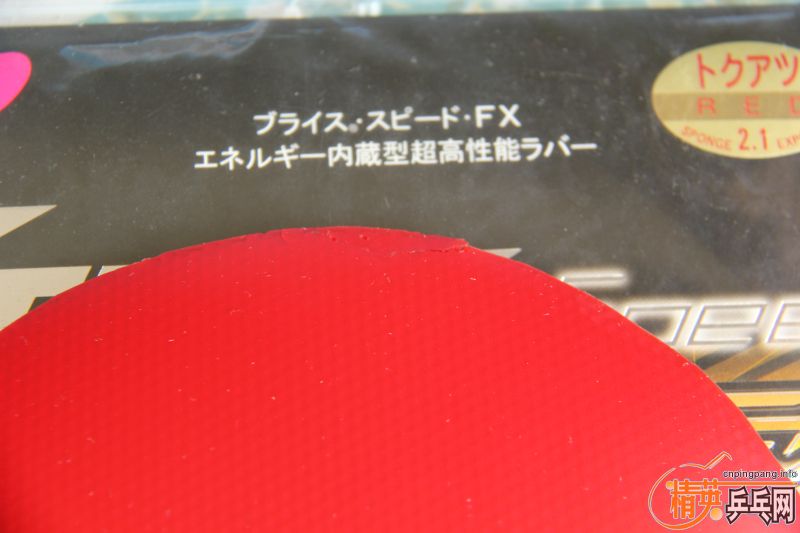 ブライス®・スピード・FX
エネルギー内蔵型超高性能ラバー
トクアツ
RED
SPONGE 2.1 EXP
Spee
cnpingpang.info
精英乒乓网